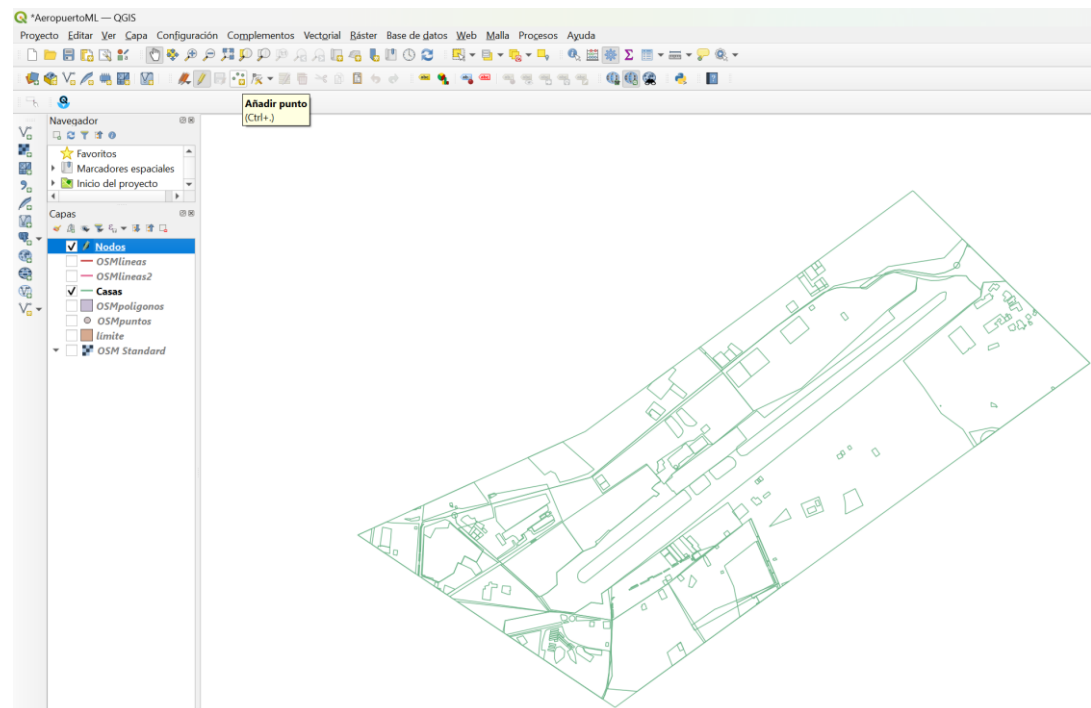 *AeropuertoML — QGIS
Proyecto Editar Ver Capa Configuración Complementos Vectorial Ráster Base de datos Web Malla Procesos Ayuda
Añadir punto
(Ctrl+.)
Navegador
Favoritos
Marcadores espaciales
Inicio del proyecto
Capas
Nodos
OSMlineas
OSMlineas2
Casas
OSMpoligonos
OSMpuntos
límite
OSM Standard